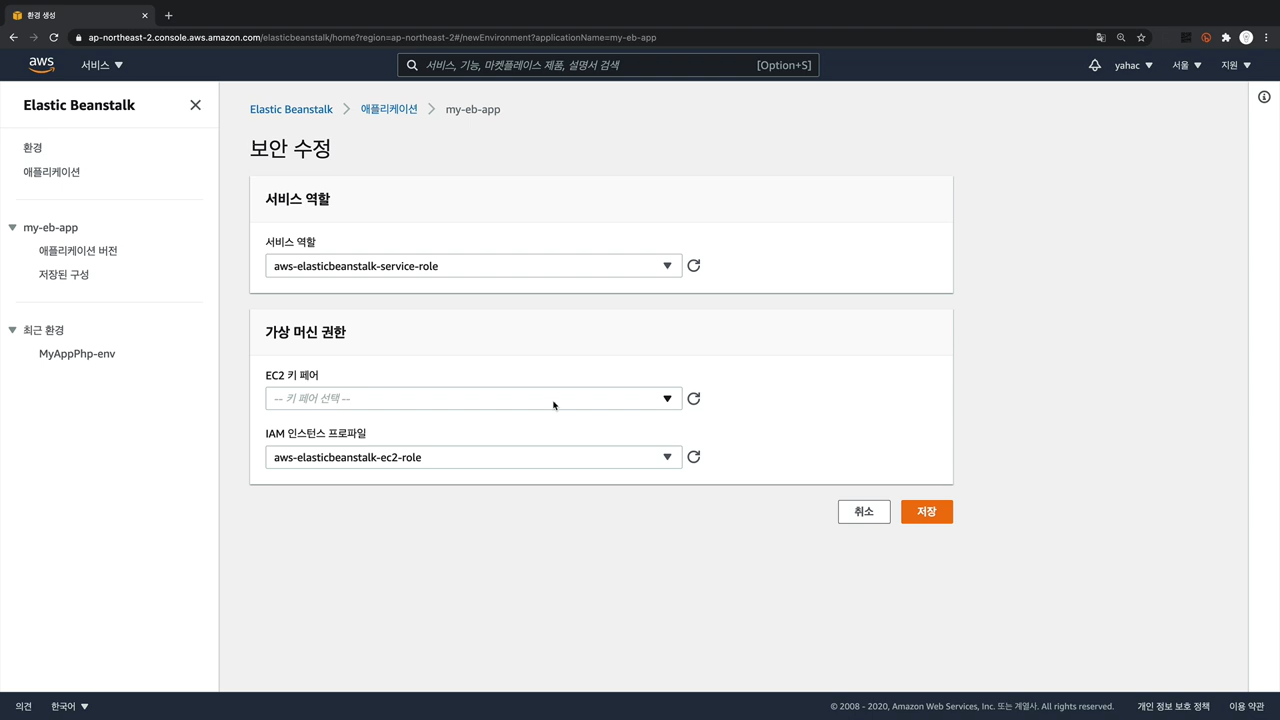 환경 생성
ap-northeast-2.console.aws.amazon.com/elasticbeanstalk/home?region=ap-northeast-2#/newEnvironment?applicationName=my-eb-app
aws
서비스
서비스, 기능, 마켓플레이스 제품, 설명서 검색
[Option+S]
yahac
서울
지원
Elastic Beanstalk
환경
애플리케이션
my-eb-app
애플리케이션 버전
저장된 구성
최근 환경
MyAppPhp-env
Elastic Beanstalk
애플리케이션
my-eb-app
보안 수정
서비스 역할
서비스 역할
aws-elasticbeanstalk-service-role
가상 머신 권한
EC2 키 페어
-- 키 페어 선택 --
IAM 인스턴스 프로파일
aws-elasticbeanstalk-ec2-role
취소
저장
의견
한국어
© 2008 - 2020, Amazon Web Services, Inc. 또는 계열사. All rights reserved.
개인 정보 보호 정책
이용 약관